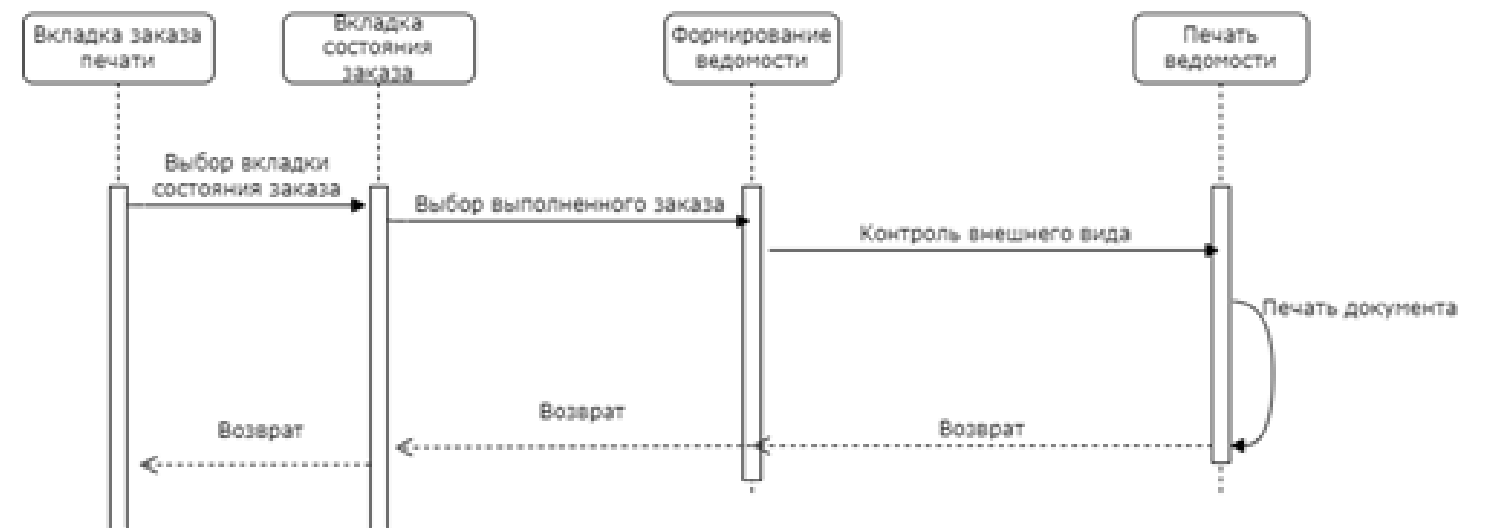 Вкладка заказа
печати
Вкладка
состояния
заказа
Формирование
ведомости
Печать
ведомости
Выбор вкладки
состояния заказа
Выбор выполненного заказа
Контроль внешнего вида
Печать документа
Возврат
Возврат
Возврат